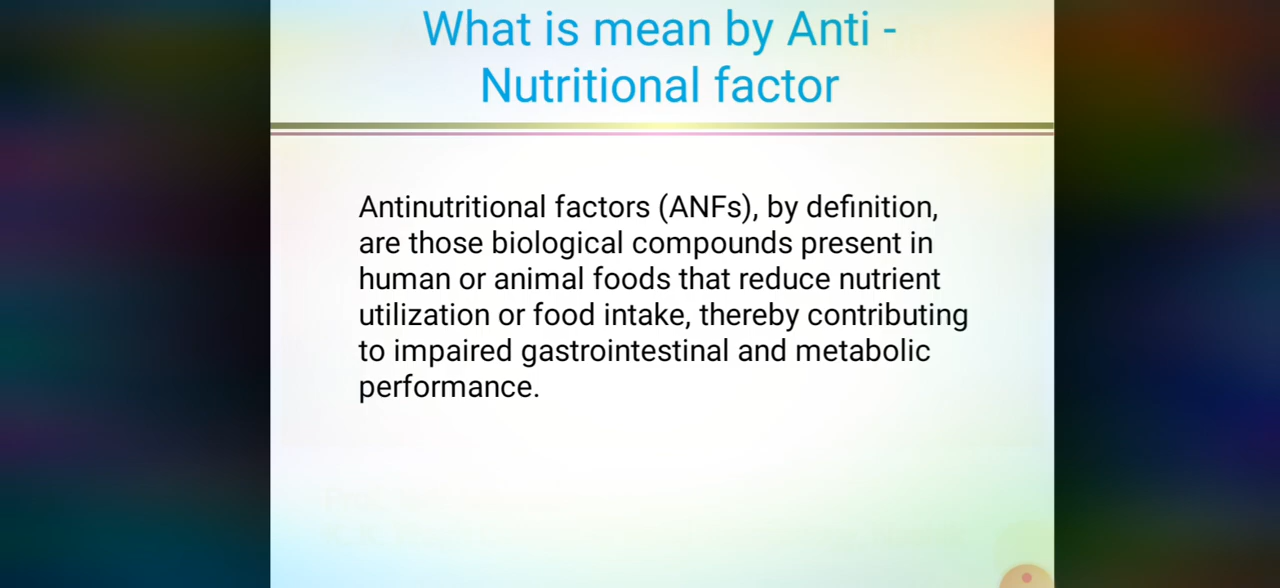 What is mean by Anti -
Nutritional factor
Antinutritional factors (ANFs), by definition,
are those biological compounds present in
human or animal foods that reduce nutrient
utilization or food intake, thereby contributing
to impaired gastrointestinal and metabolic
performance.